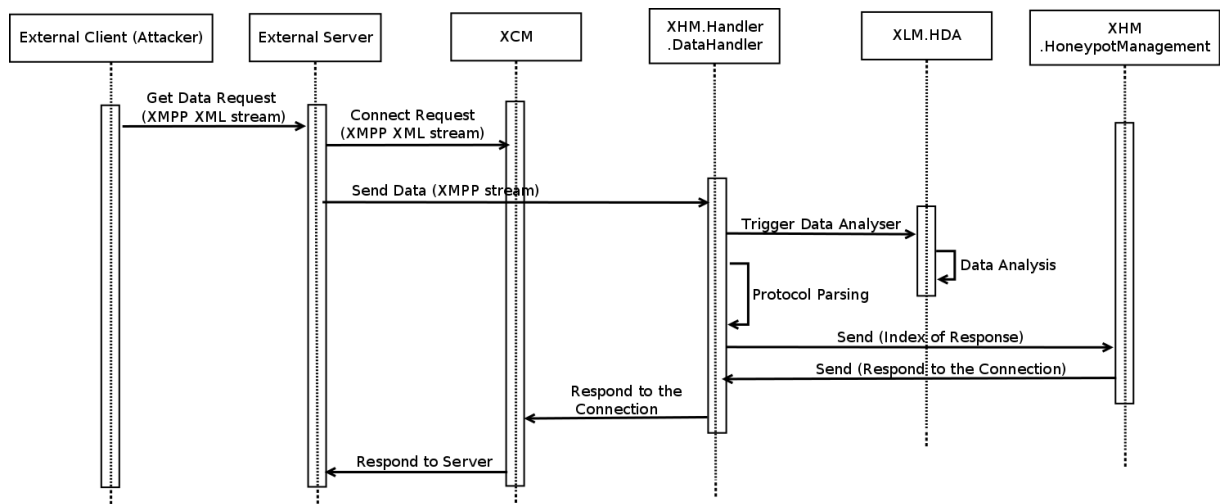 External Client (Attacker)
External Server
XCM
XHM.Handler
.DataHandler
XLM.HDA
XHM
.HoneypotManagement
Get Data Request
(XMPP XML stream)
Connect Request
(XMPP XML stream)
Send Data (XMPP stream)
Trigger Data Analyser
Data Analysis
Protocol Parsing
Send (Index of Response)
Send (Respond to the Connection)
Respond to the
Connection
Respond to Server